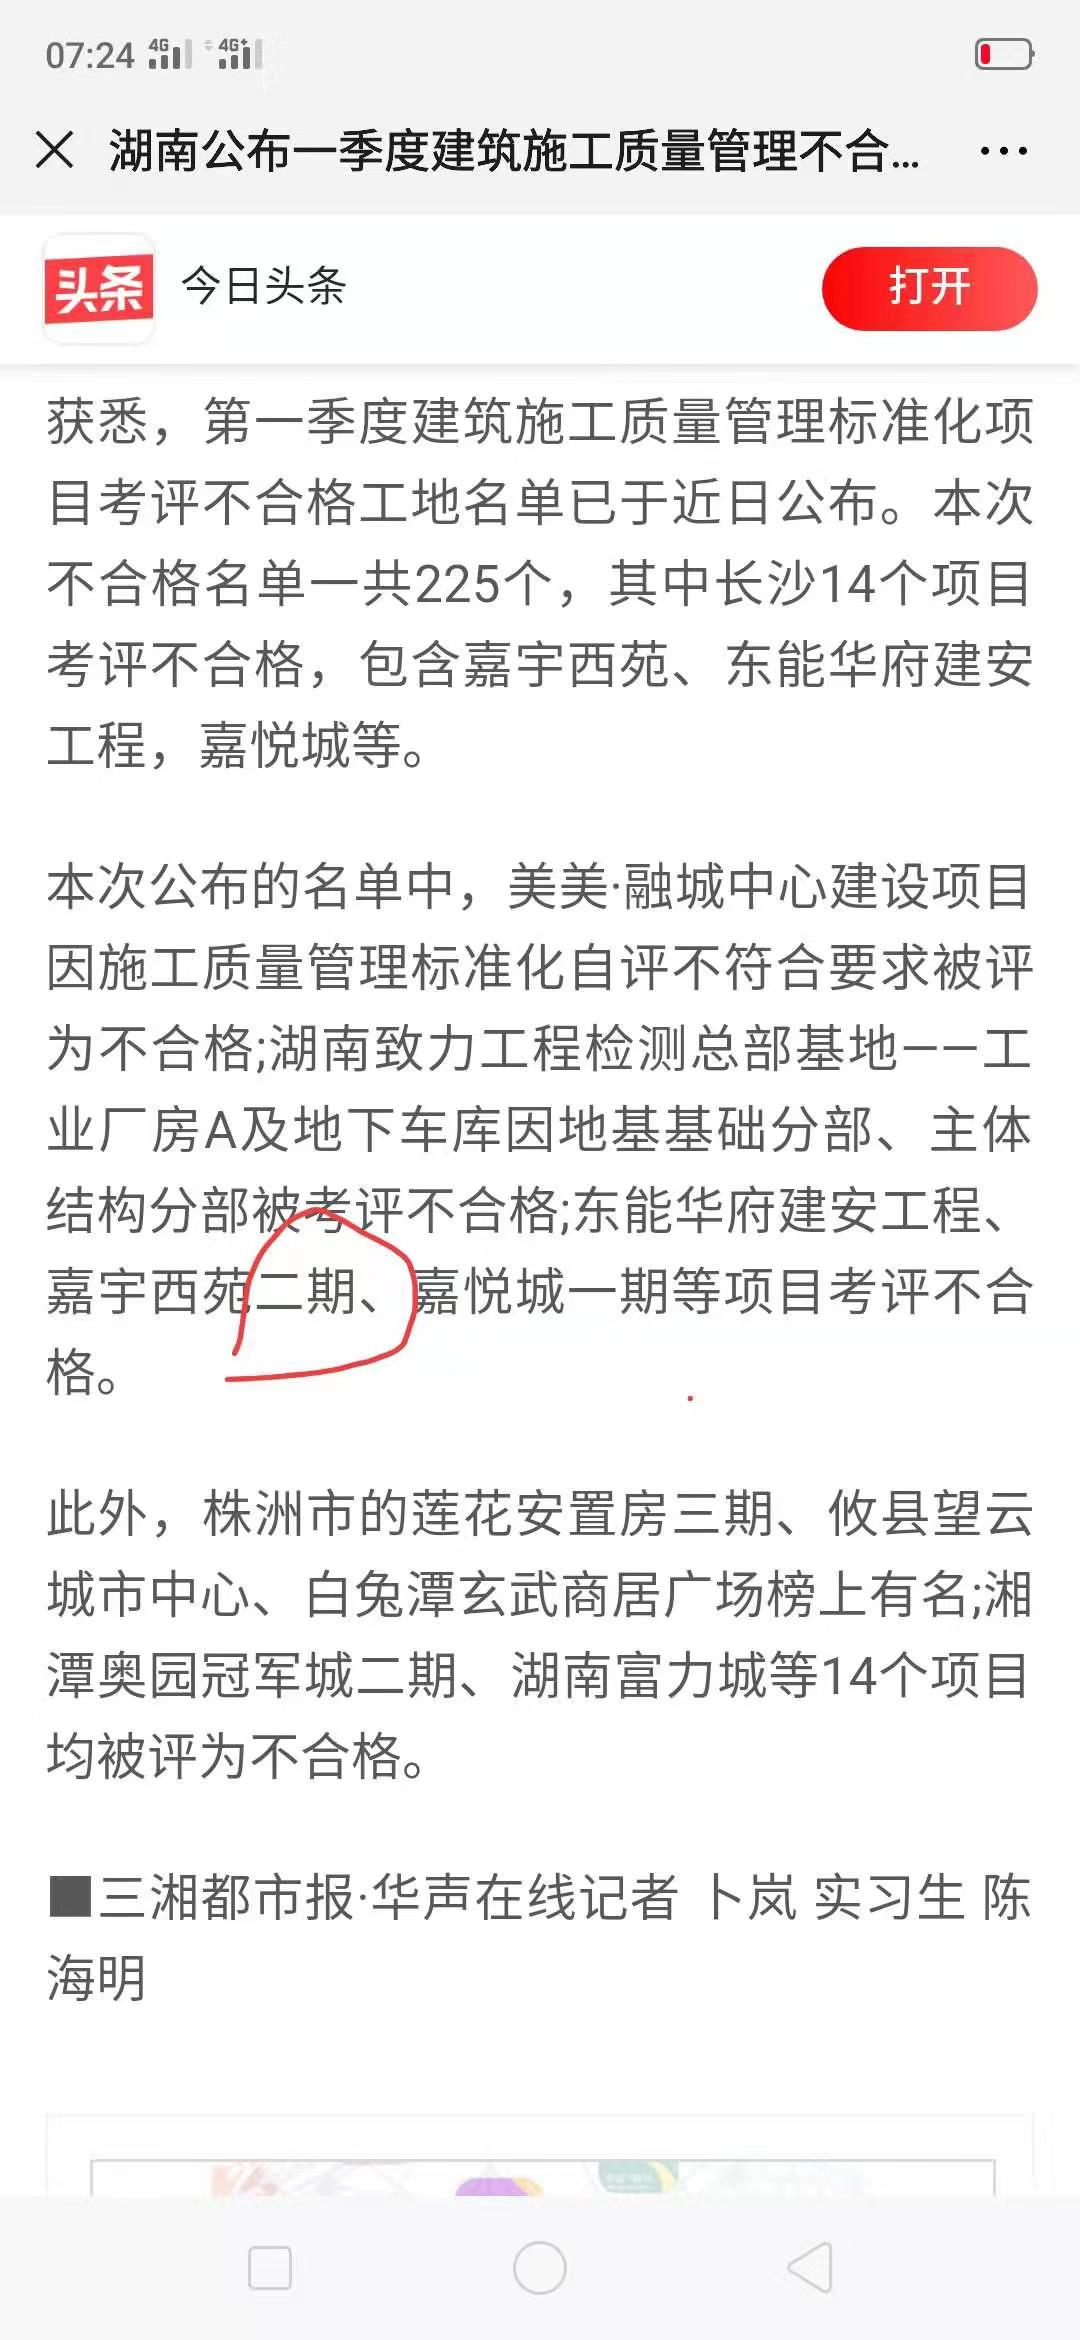 07:24 4G 4G+
湖南公布一季度建筑施工质量管理不合...
头条 今日头条 打开
获悉，第一季度建筑施工质量管理标准化项
目考评不合格工地名单已于近日公布。本次
不合格名单一共225个，其中长沙14个项目
考评不合格，包含嘉宇西苑、东能华府建安
工程，嘉悦城等。
本次公布的名单中，美美·融城中心建设项目
因施工质量管理标准化自评不符合要求被评
为不合格;湖南致力工程检测总部基地——工
业厂房A及地下车库因地基基础分部、主体
结构分部被考评不合格;东能华府建安工程、
嘉宇西苑二期、嘉悦城一期等项目考评不合
格。
此外，株洲市的莲花安置房三期、攸县望云
城市中心、白兔潭玄武商居广场榜上有名;湘
潭奥园冠军城二期、湖南富力城等14个项目
均被评为不合格。
■三湘都市报·华声在线记者 卜岚 实习生 陈
海明